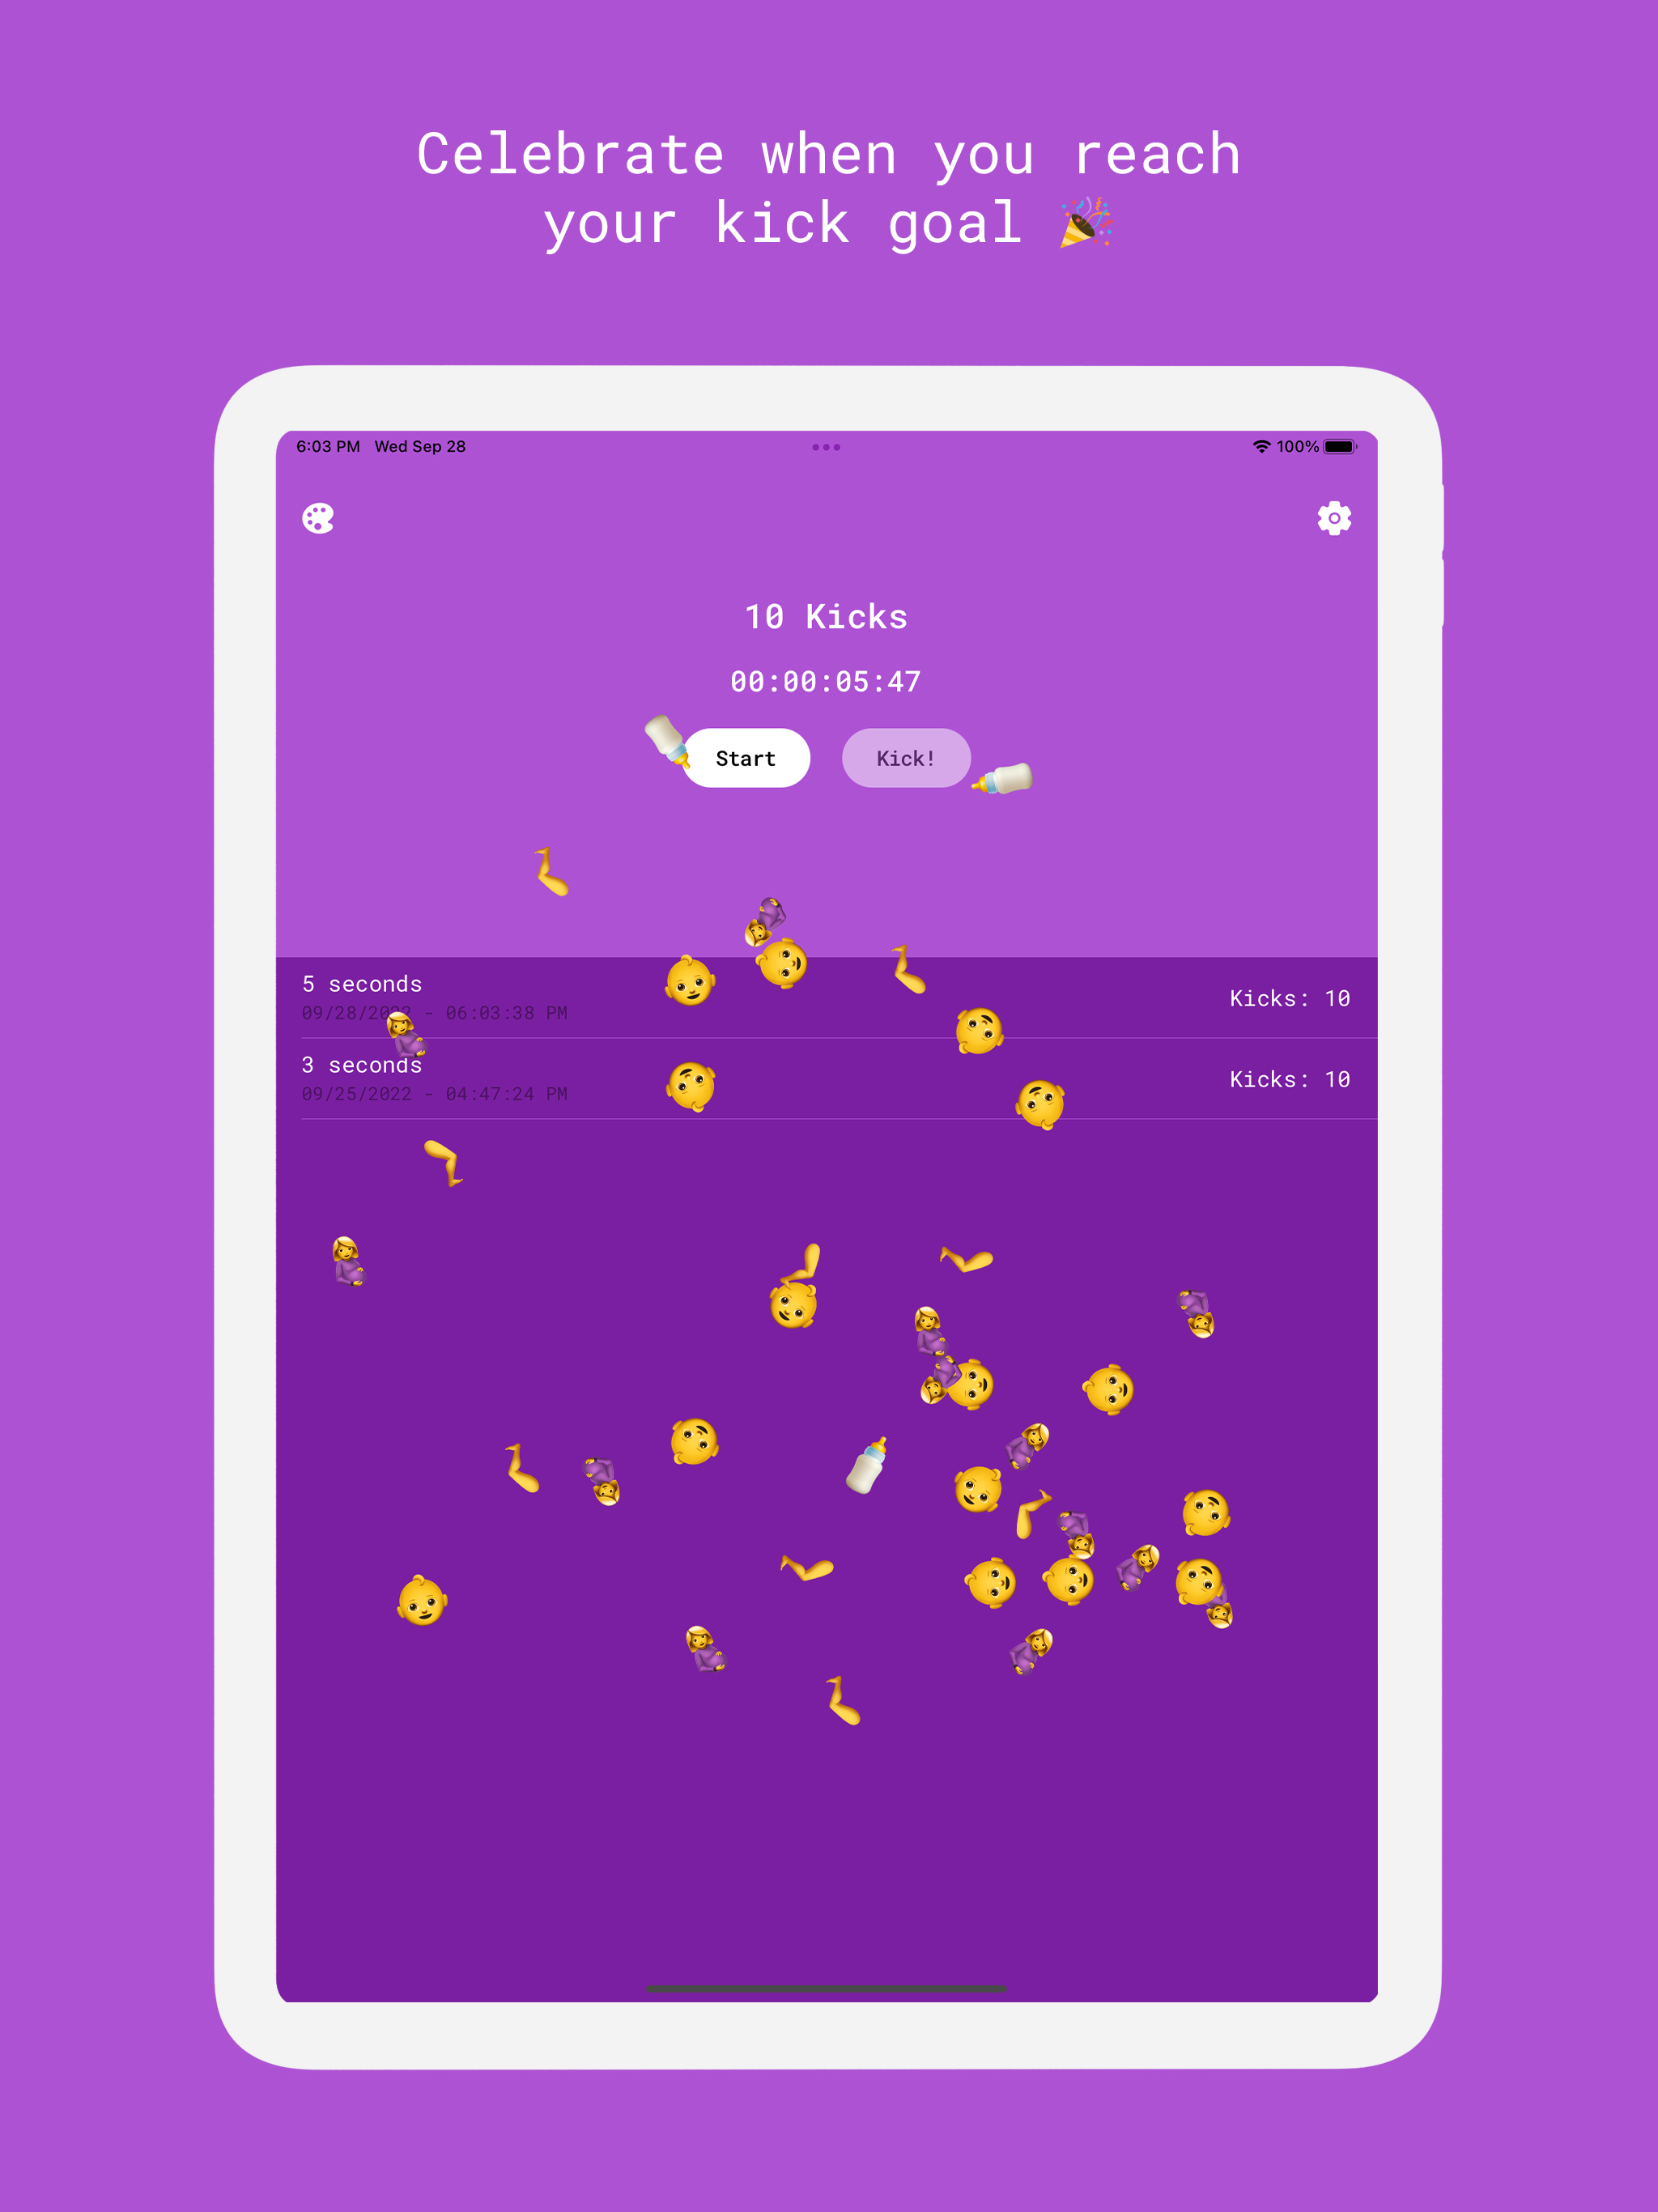 Celebrate when you reach
your kick goal 🎉
6:03 PM Wed Sep 28
100%
10 Kicks
00:00:05:47
Start
Kick!
5 seconds
09/28/2022 - 06:03:38 PM
Kicks: 10
3 seconds
09/25/2022 - 04:47:24 PM
Kicks: 10